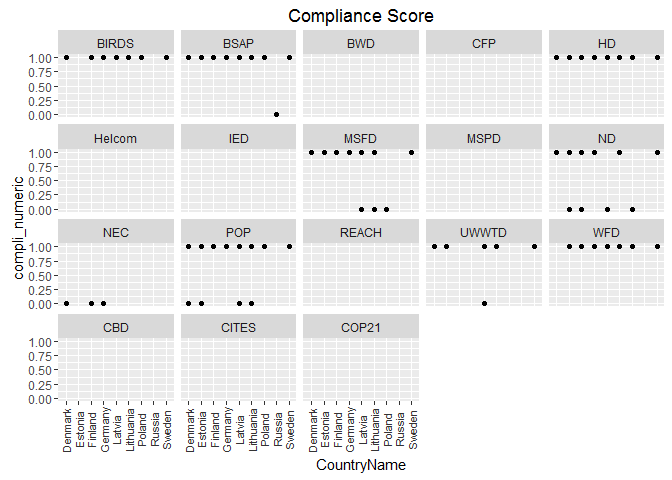 Compliance Score
BIRDS BSAP BWD CFP HD
1.00
0.75
0.50
0.25
0.00
Helcom IED MSFD MSPD ND
1.00
0.75
0.50
0.25
0.00
NEC POP REACH UWWTD WFD
1.00
0.75
0.50
0.25
0.00
CBD CITES COP21
1.00
0.75
0.50
0.25
0.00
compli_numeric
Denmark
Estonia
Finland
Germany
Latvia
Lithuania
Poland
Russia
Sweden
Denmark
Estonia
Finland
Germany
Latvia
Lithuania
Poland
Russia
Sweden
Denmark
Estonia
Finland
Germany
Latvia
Lithuania
Poland
Russia
Sweden
CountryName